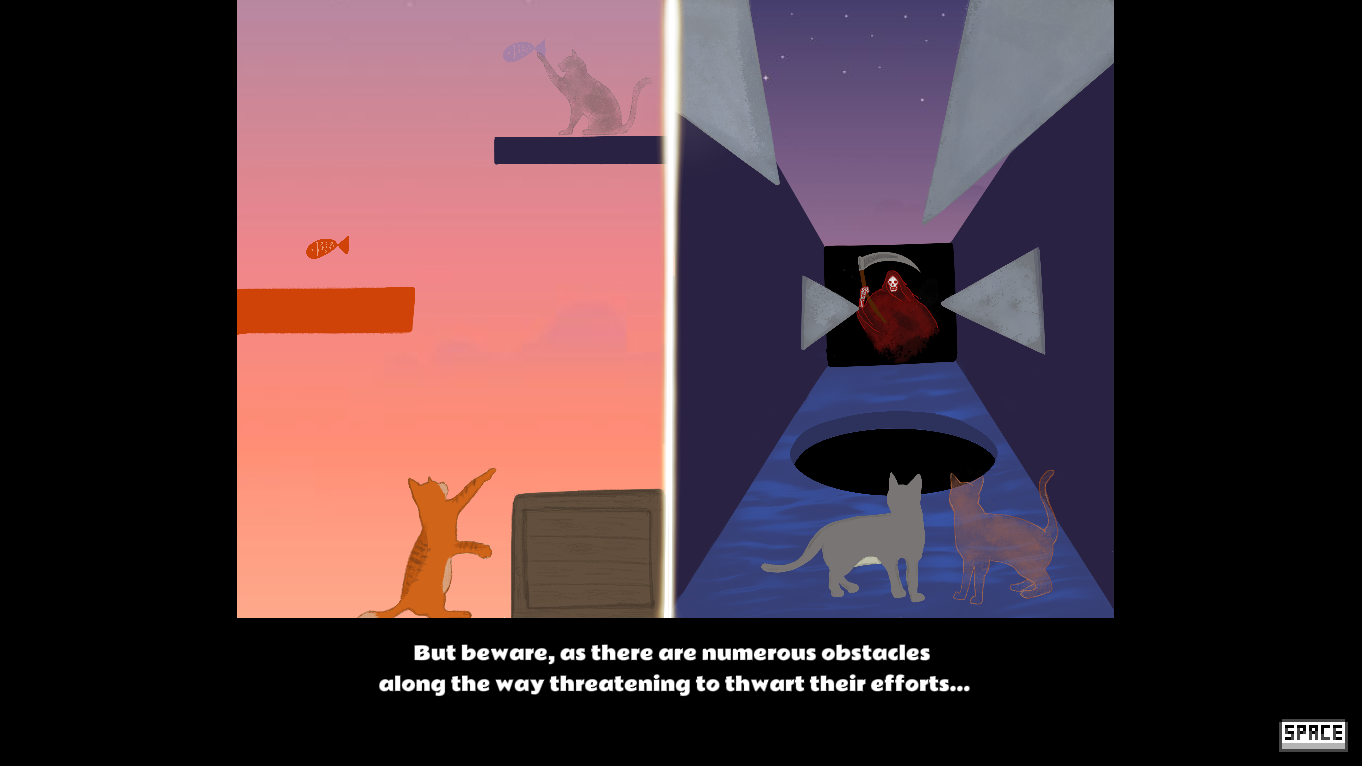 But beware, as there are numerous obstacles
along the way threatening to thwart their efforts...
SPACE